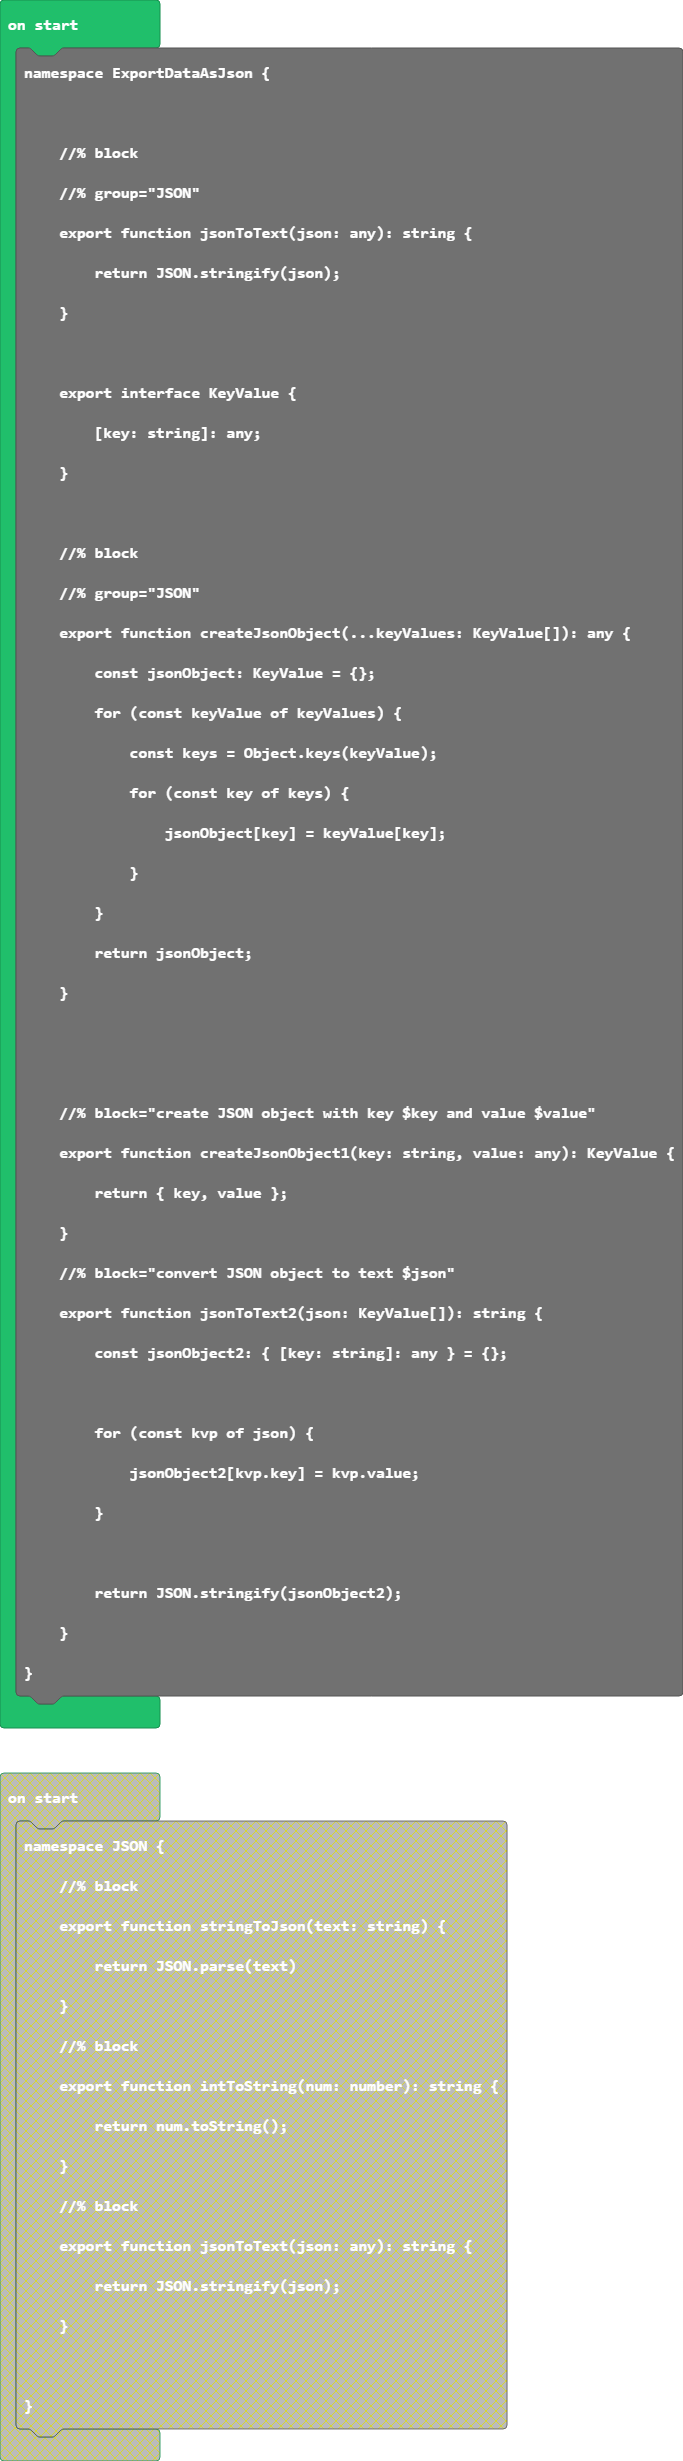 on start
namespace ExportDataAsJson {
//% block
//% group="JSON"
export function jsonToText(json: any): string {
return JSON.stringify(json);
}
export interface KeyValue {
[key: string]: any;
}
//% block
//% group="JSON"
export function createJsonObject(...keyValues: KeyValue[]): any {
const jsonObject: KeyValue = {};
for (const keyValue of keyValues) {
const keys = Object.keys(keyValue);
for (const key of keys) {
jsonObject[key] = keyValue[key];
}
}
return jsonObject;
}
//% block="create JSON object with key $key and value $value"
export function createJsonObject1(key: string, value: any): KeyValue {
return { key, value };
}
//% block="convert JSON object to text $json"
export function jsonToText2(json: KeyValue[]): string {
const jsonObject2: { [key: string]: any } = {};
for (const kvp of json) {
jsonObject2[kvp.key] = kvp.value;
}
return JSON.stringify(jsonObject2);
}
}
on start
namespace JSON {
//% block
export function stringToJson(text: string) {
return JSON.parse(text)
}
//% block
export function intToString(num: number): string {
return num.toString();
}
//% block
export function jsonToText(json: any): string {
return JSON.stringify(json);
}
}